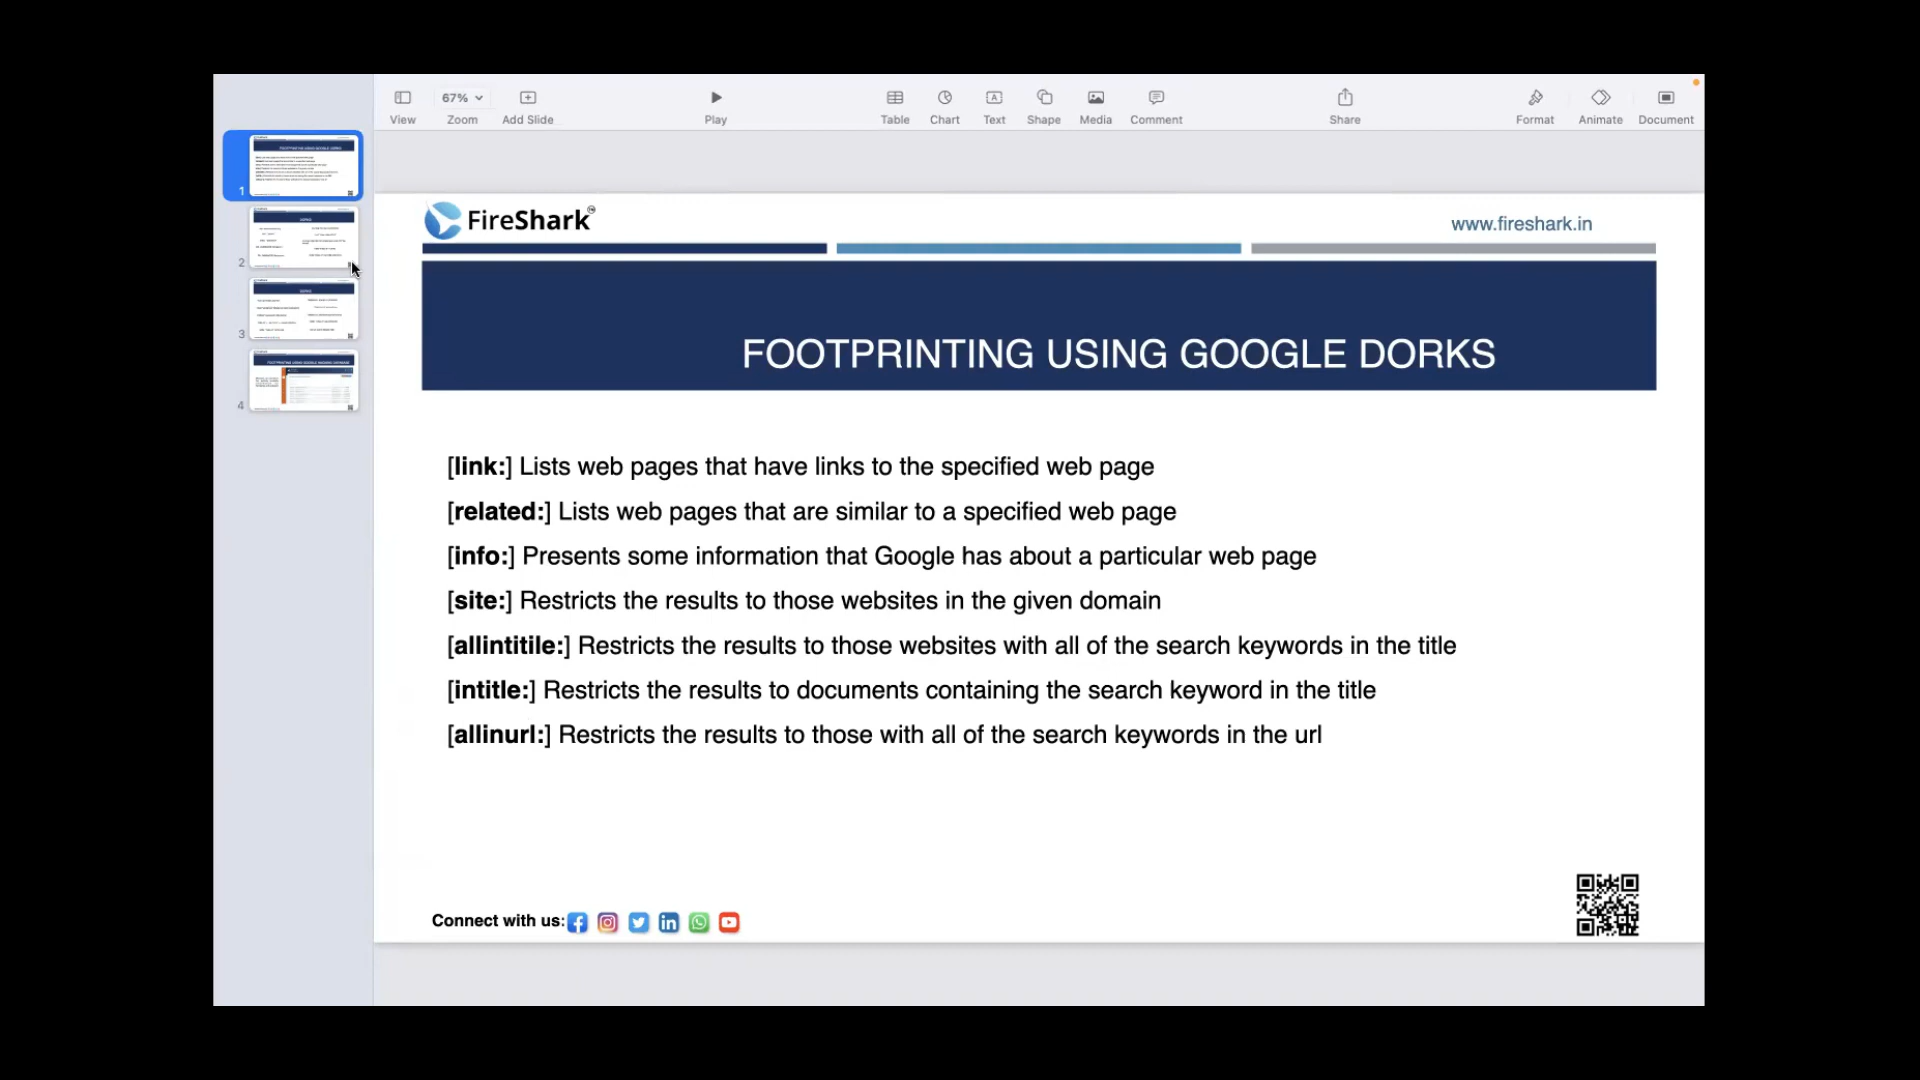 View
67%
Zoom
Add Slide
Play
Table
Chart
Text
Shape
Media
Comment
Share
Format
Animate
Document
1
2
3
4
FireShark
www.fireshark.in
FOOTPRINTING USING GOOGLE DORKS
[link:] Lists web pages that have links to the specified web page
[related:] Lists web pages that are similar to a specified web page
[info:] Presents some information that Google has about a particular web page
[site:] Restricts the results to those websites in the given domain
[allintitile:] Restricts the results to those websites with all of the search keywords in the title
[intitle:] Restricts the results to documents containing the search keyword in the title
[allinurl:] Restricts the results to those with all of the search keywords in the url
Connect with us: